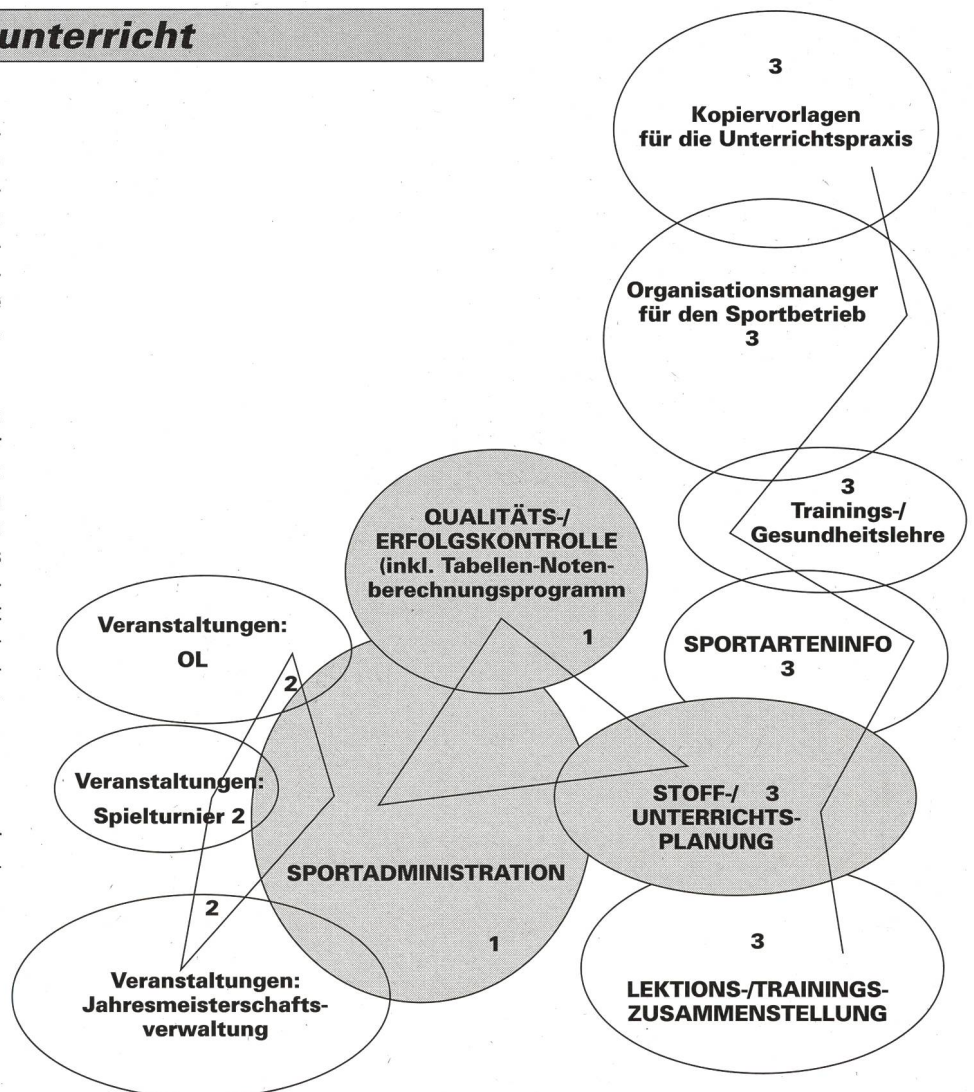 unterricht
3
Kopiervorlagen
für die Unterrichtspraxis
Organisationsmanager
für den Sportbetrieb
3
3
Trainings-/
Gesundheitslehre
SPORTARTENINFO
3
QUALITÄTS-/
ERFOLGSKONTROLLE
(inkl. Tabellen-Noten-
berechnungsprogramm
1
Veranstaltungen:
OL
2
Veranstaltungen:
Spielturnier 2
STOFF-/ 3
UNTERRICHTS-
PLANUNG
SPORTADMINISTRATION
1
2
Veranstaltungen:
Jahresmeisterschafts-
verwaltung
3
LEKTIONS-/TRAININGS-
ZUSAMMENSTELLUNG